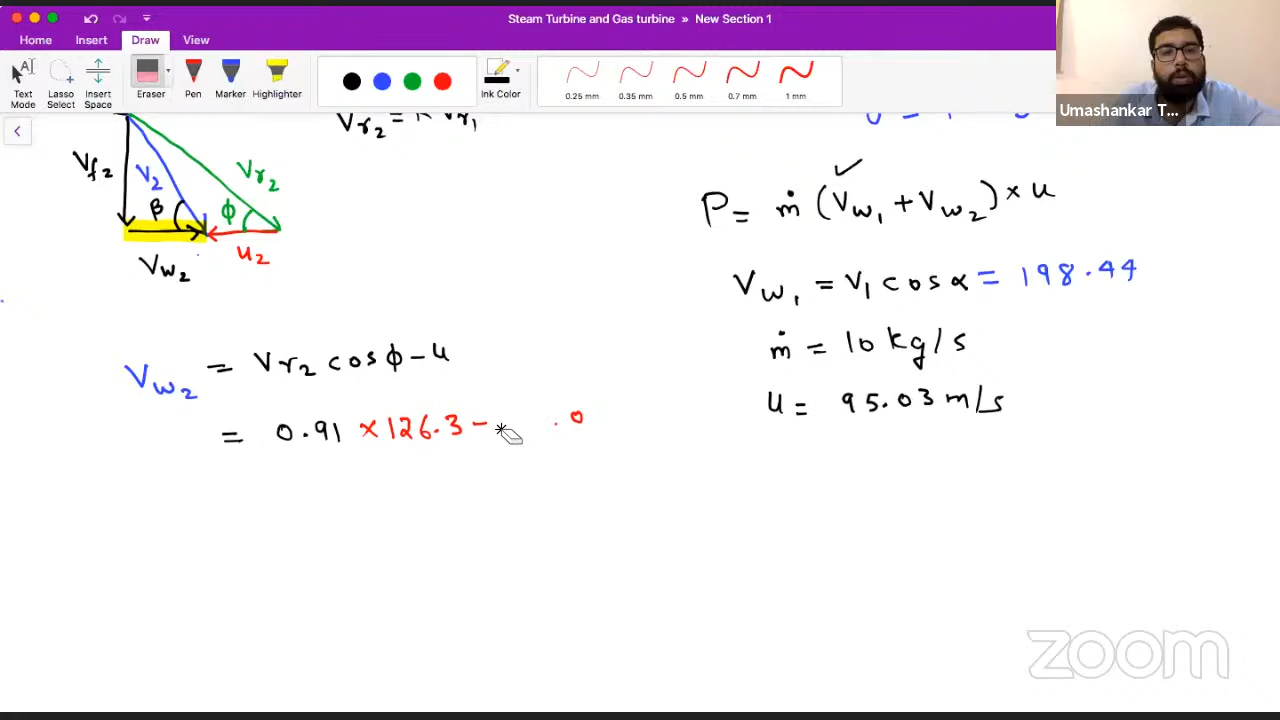 Steam Turbine and Gas turbine » New Section 1
Home Insert Draw View
Text Mode
Lasso Select
Insert Space
Eraser
Pen
Marker
Highlighter
Ink Color
0.25 mm 0.35 mm 0.5 mm 0.7 mm 1 mm
Umashankar T...
Vr2 = K Vr1
Vf2 V2 Vr2
β φ
Vw2 u2
P = ṁ (Vw1 + Vw2) × u
Vw1 = V1 cos α = 198.44
ṁ = 10 kg/s
u = 95.03 m/s
Vw2 = Vr2 cos φ - u
= 0.91 × 126.3 - .0
zoom